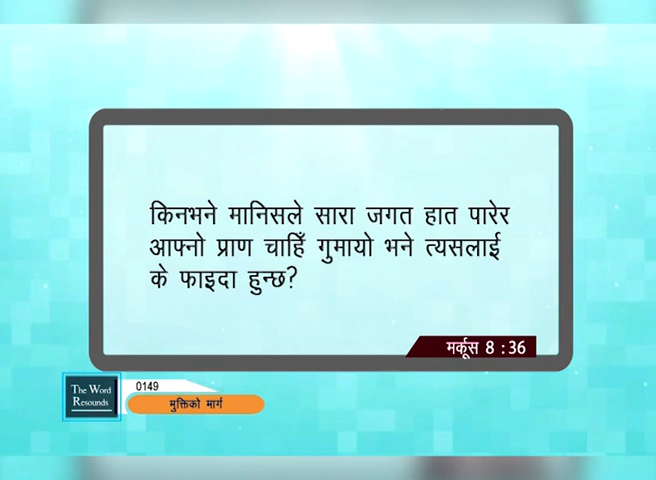 किनभने मानिसले सारा जगत हात पारेर
आफ्नो प्राण चाहिँ गुमायो भने त्यसलाई
के फाइदा हुन्छ?
मर्कूस 8 :36
The Word
Resounds
0149
मुक्तिको मार्ग